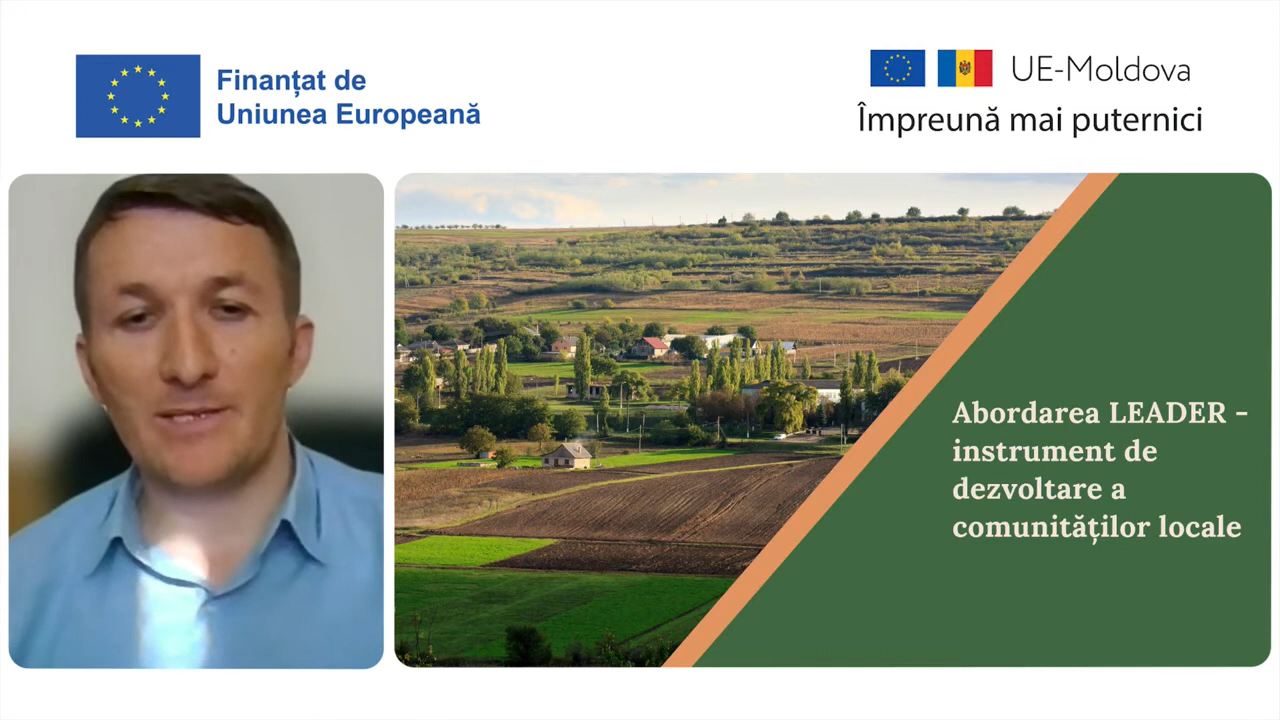 Finanțat de
Uniunea Europeană
UE-Moldova
Împreună mai puternici
Abordarea LEADER -
instrument de
dezvoltare a
comunităților locale